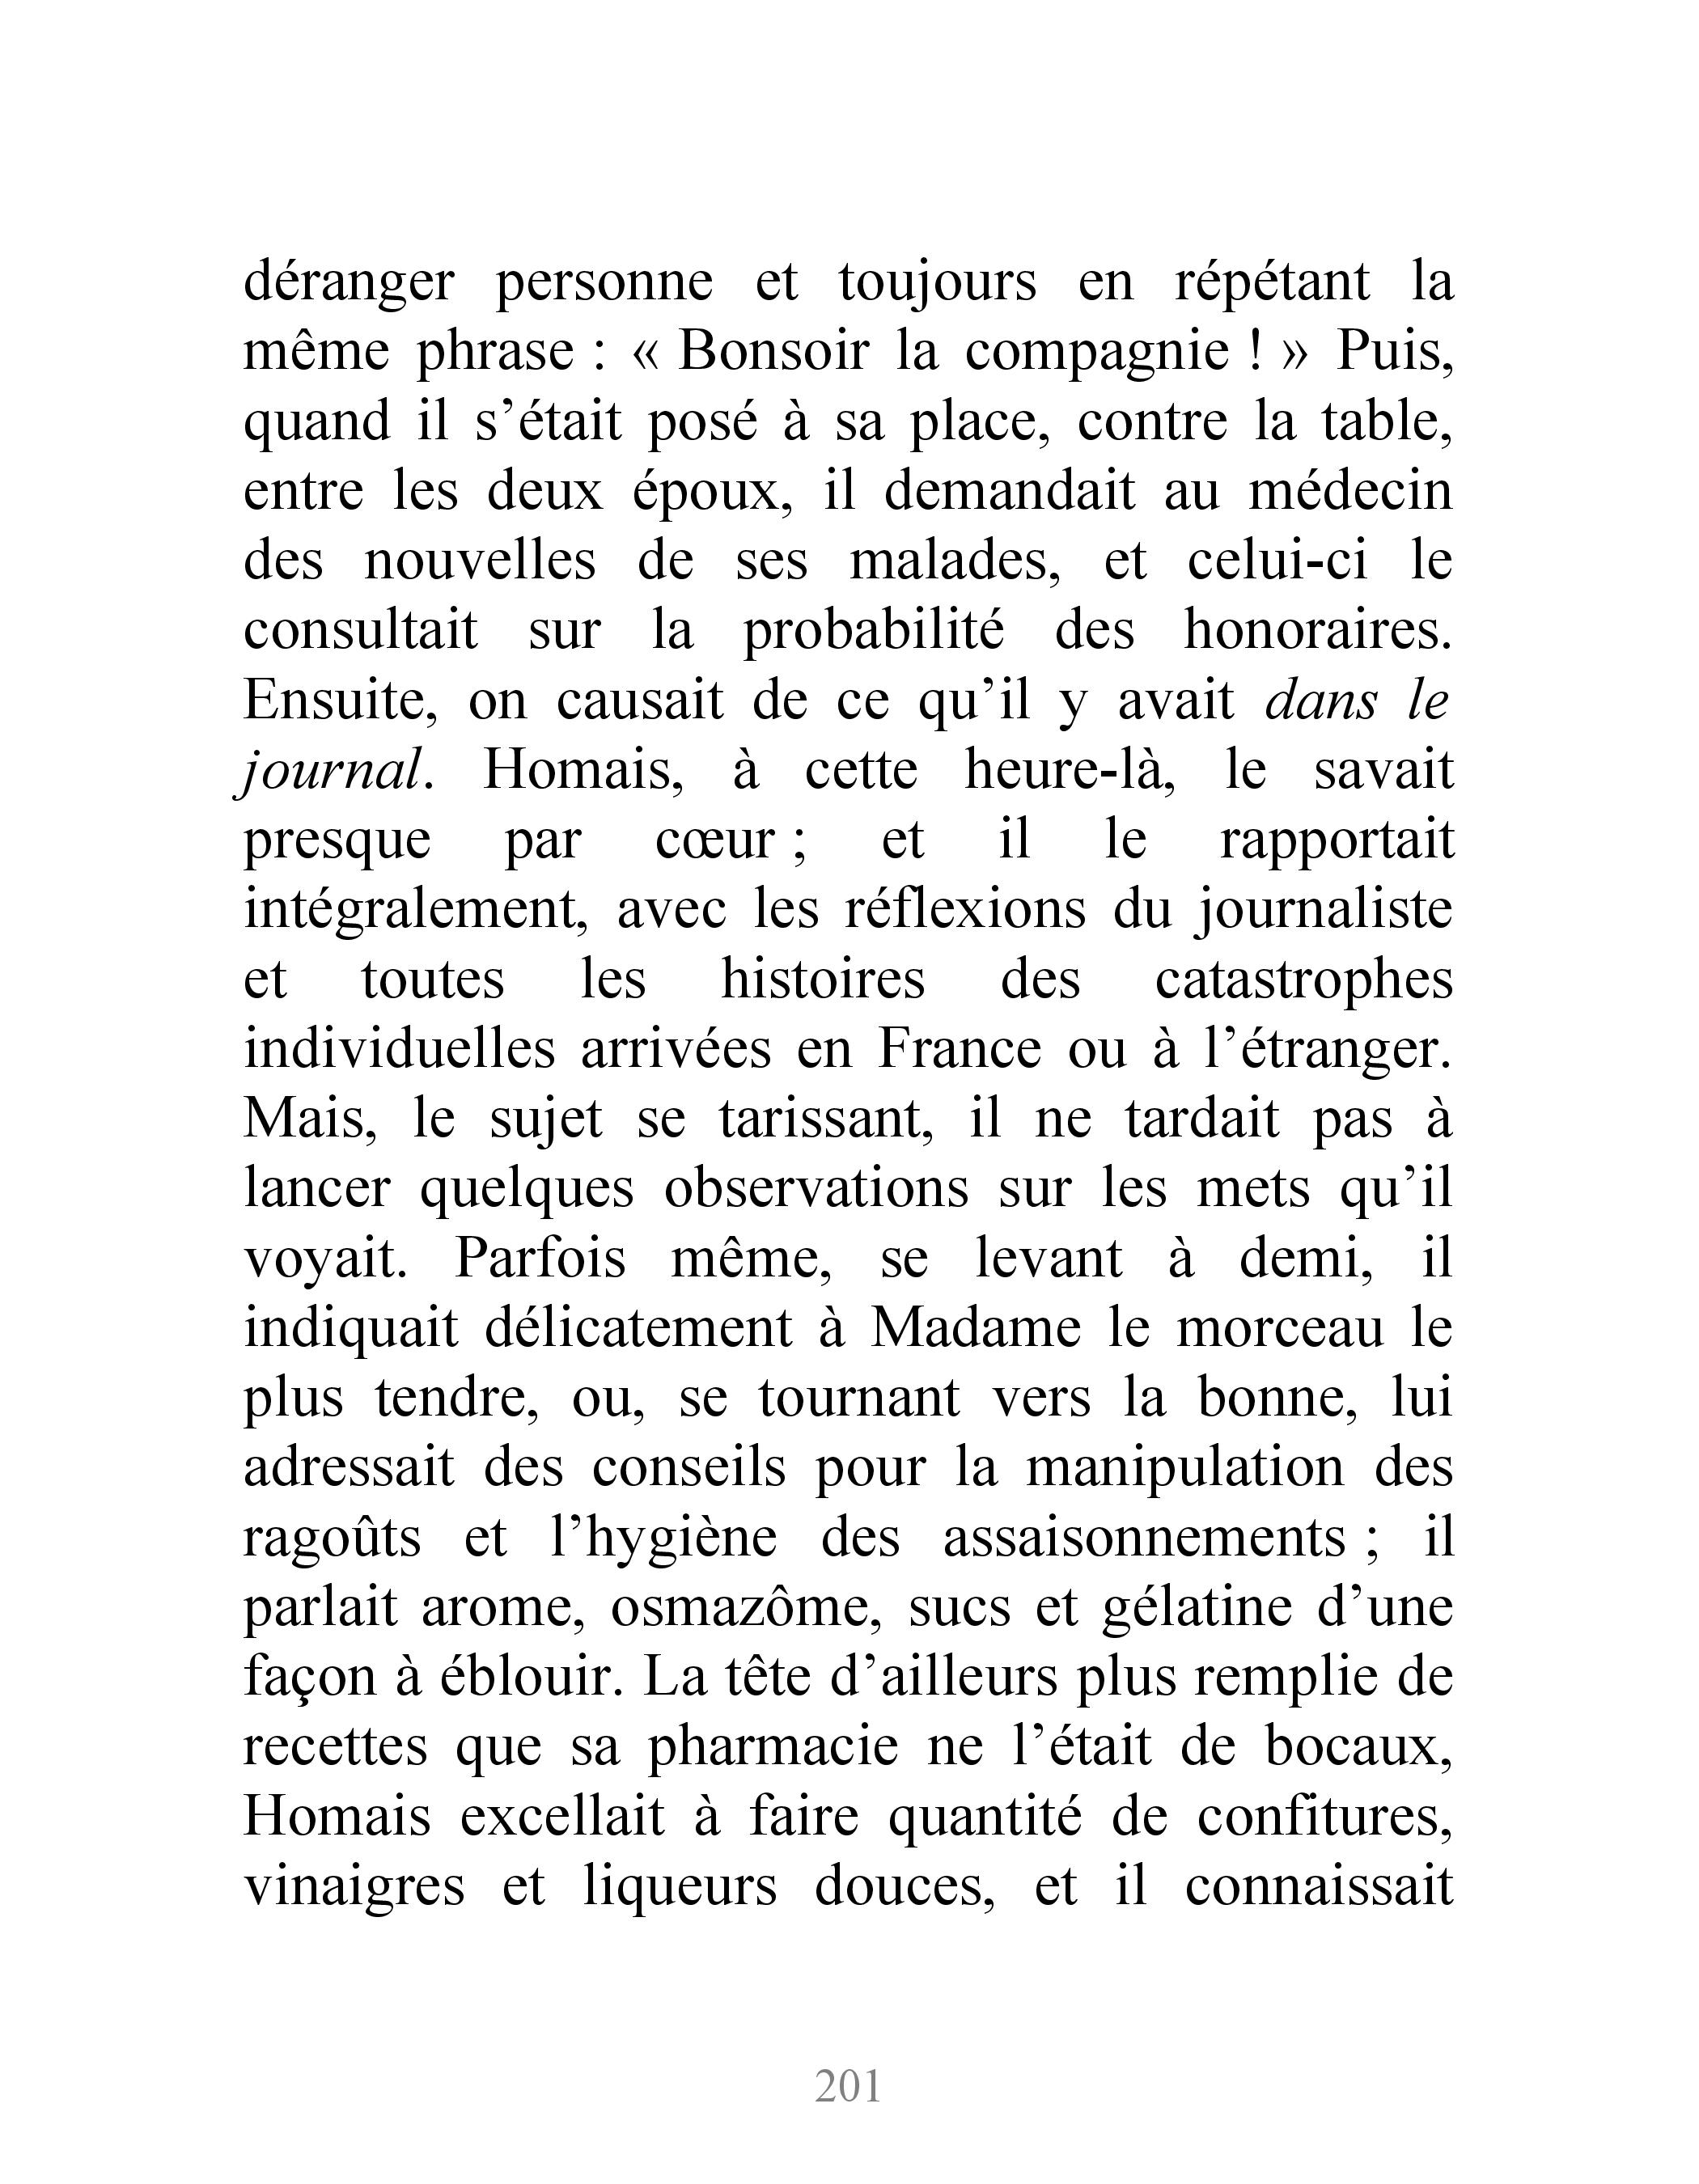 déranger personne et toujours en répétant la
même phrase : « Bonsoir la compagnie ! » Puis,
quand il s’était posé à sa place, contre la table,
entre les deux époux, il demandait au médecin
des nouvelles de ses malades, et celui-ci le
consultait sur la probabilité des honoraires.
Ensuite, on causait de ce qu’il y avait dans le
journal. Homais, à cette heure-là, le savait
presque par cœur ; et il le rapportait
intégralement, avec les réflexions du journaliste
et toutes les histoires des catastrophes
individuelles arrivées en France ou à l’étranger.
Mais, le sujet se tarissant, il ne tardait pas à
lancer quelques observations sur les mets qu’il
voyait. Parfois même, se levant à demi, il
indiquait délicatement à Madame le morceau le
plus tendre, ou, se tournant vers la bonne, lui
adressait des conseils pour la manipulation des
ragoûts et l’hygiène des assaisonnements ; il
parlait arome, osmazôme, sucs et gélatine d’une
façon à éblouir. La tête d’ailleurs plus remplie de
recettes que sa pharmacie ne l’était de bocaux,
Homais excellait à faire quantité de confitures,
vinaigres et liqueurs douces, et il connaissait
201